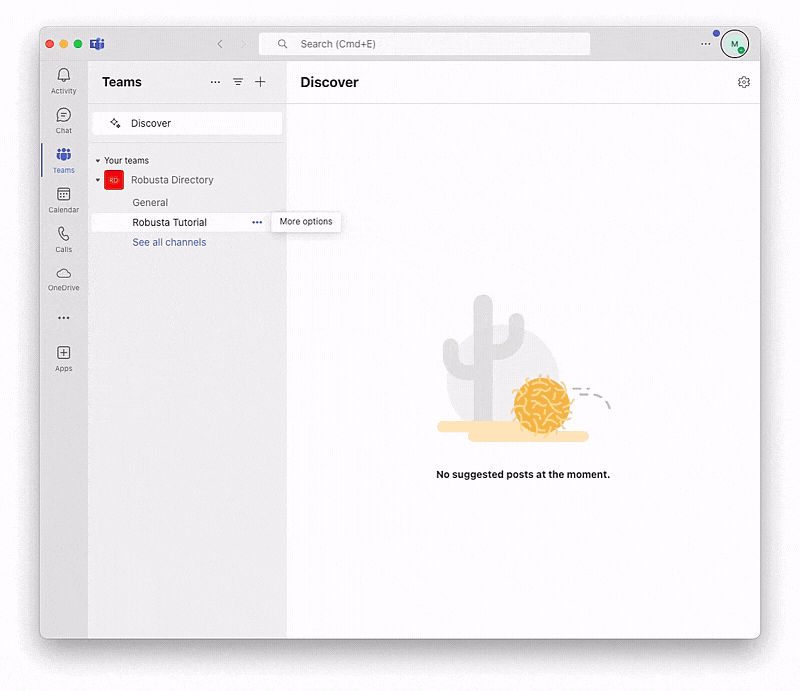 Search (Cmd+E)
M
Activity
Chat
Teams
Calendar
Calls
OneDrive
Apps
Teams
Discover
Your teams
RD
Robusta Directory
General
Robusta Tutorial
More options
See all channels
Discover
No suggested posts at the moment.